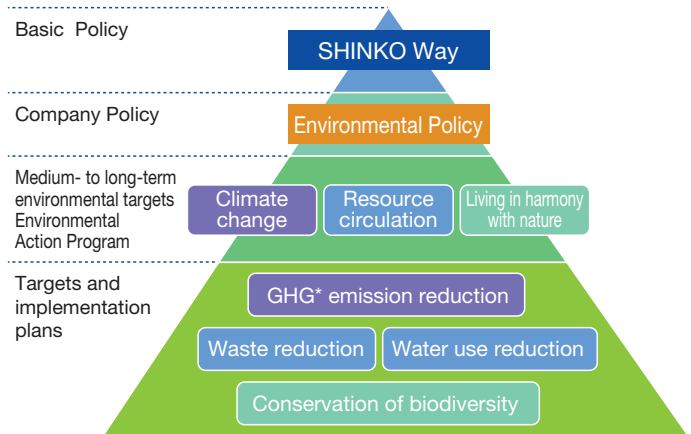 Basic Policy
SHINKO Way
Company Policy
Environmental Policy
Medium- to long-term
environmental targets
Environmental
Action Program
Climate
change
Resource
circulation
Living in harmony
with nature
Targets and
implementation
plans
GHG* emission reduction
Waste reduction
Water use reduction
Conservation of biodiversity